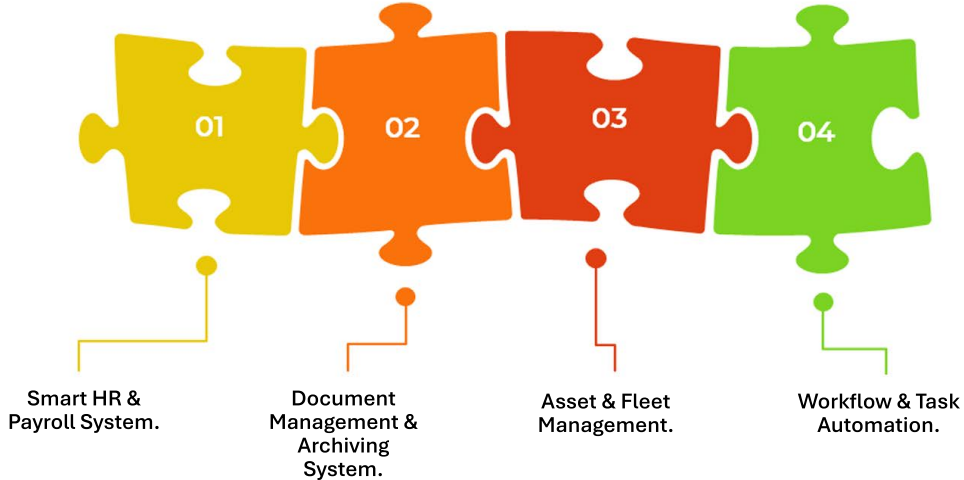 01
02
03
04
Smart HR &
Payroll System.
Document
Management &
Archiving
System.
Asset & Fleet
Management.
Workflow & Task
Automation.